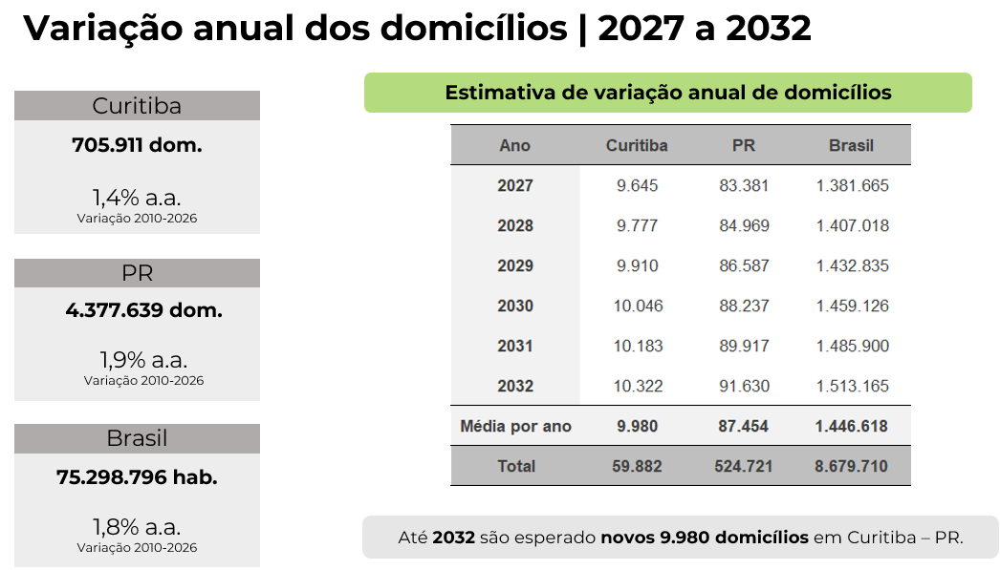 Variação anual dos domicílios | 2027 a 2032
Curitiba
705.911 dom.
1,4% a.a.
Variação 2010-2026
PR
4.377.639 dom.
1,9% a.a.
Variação 2010-2026
Brasil
75.298.796 hab.
1,8% a.a.
Variação 2010-2026
Estimativa de variação anual de domicílios
Ano Curitiba PR Brasil
2027 9.645 83.381 1.381.665
2028 9.777 84.969 1.407.018
2029 9.910 86.587 1.432.835
2030 10.046 88.237 1.459.126
2031 10.183 89.917 1.485.900
2032 10.322 91.630 1.513.165
Média por ano 9.980 87.454 1.446.618
Total 59.882 524.721 8.679.710
Até 2032 são esperado novos 9.980 domicílios em Curitiba – PR.